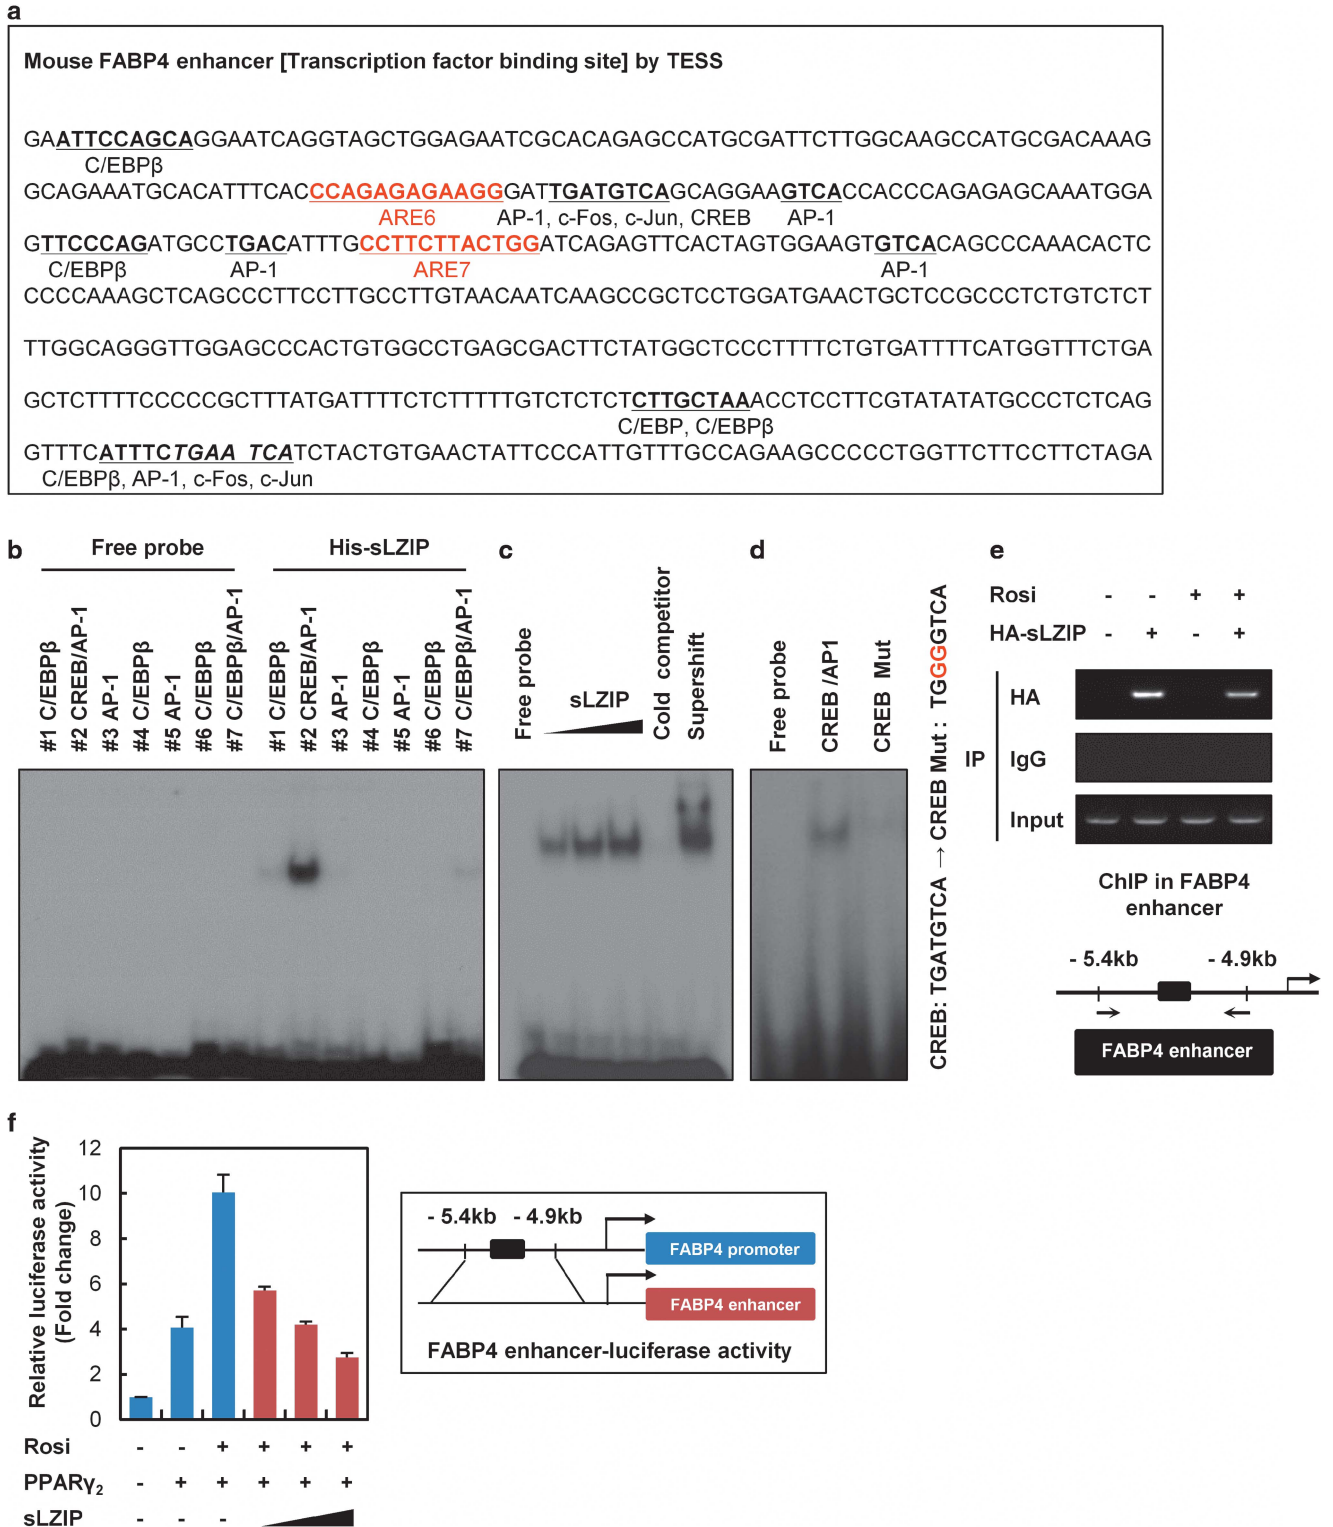 a
Mouse FABP4 enhancer [Transcription factor binding site] by TESS
GAATTCCAGCAGGAATCAGGTAGCTGGAGAATCGCACAGAGCCATGCGATTCTTGGCAAGCCATGCGACAAAG
C/EBPβ
GCAGAAATGCACATTTCACCCAGAGAGAAGGGATTGATGTCAGCAGGAAGTCACCACCCAGAGAGCAAATGGA
ARE6 AP-1, c-Fos, c-Jun, CREB AP-1
GTTCCCAGATGCCTGACATTTGCCTTCTTACTGGATCAGAGTTCACTAGTGGAAGTGTCACAGCCCAAACACTC
C/EBPβ AP-1 ARE7 AP-1
CCCCAAAGCTCAGCCCTTCCTTGCCTTGTAACAATCAAGCCGCTCCTGGATGAACTGCTCCGCCCTCTGTCTCT
TTGGCAGGGTTGGAGCCCACTGTGGCCTGAGCGACTTCTATGGCTCCCTTTTCTGTGATTTTCATGGTTTCTGA
GCTCTTTTCCCCCGCTTTATGATTTTCTCTTTTTGTCTCTCTCTTGCTAAACCTCCTTCGTATATATGCCCTCTCAG
C/EBP, C/EBPβ
GTTTCATTTCTGAA TCATCTACTGTGAACTATTCCCATTGTTTGCCAGAAGCCCCCTGGTTCTTCCTTCTAGA
C/EBPβ, AP-1, c-Fos, c-Jun
b
Free probe
His-sLZIP
#1 C/EBPβ
#2 CREB/AP-1
#3 AP-1
#4 C/EBPβ
#5 AP-1
#6 C/EBPβ
#7 C/EBPβ/AP-1
#1 C/EBPβ
#2 CREB/AP-1
#3 AP-1
#4 C/EBPβ
#5 AP-1
#6 C/EBPβ
#7 C/EBPβ/AP-1
c
Free probe
sLZIP
Cold competitor
Supershift
d
Free probe
CREB /AP1
CREB Mut
CREB: TGATGTCA → CREB Mut : TGGGGTCA
e
Rosi - - + +
HA-sLZIP - + - +
IP
HA
IgG
Input
ChIP in FABP4
enhancer
- 5.4kb - 4.9kb
FABP4 enhancer
f
Relative luciferase activity
(Fold change)
12
10
8
6
4
2
0
Rosi - - + + + +
PPARγ2 - + + + + +
sLZIP - - -
- 5.4kb - 4.9kb
FABP4 promoter
FABP4 enhancer
FABP4 enhancer-luciferase activity